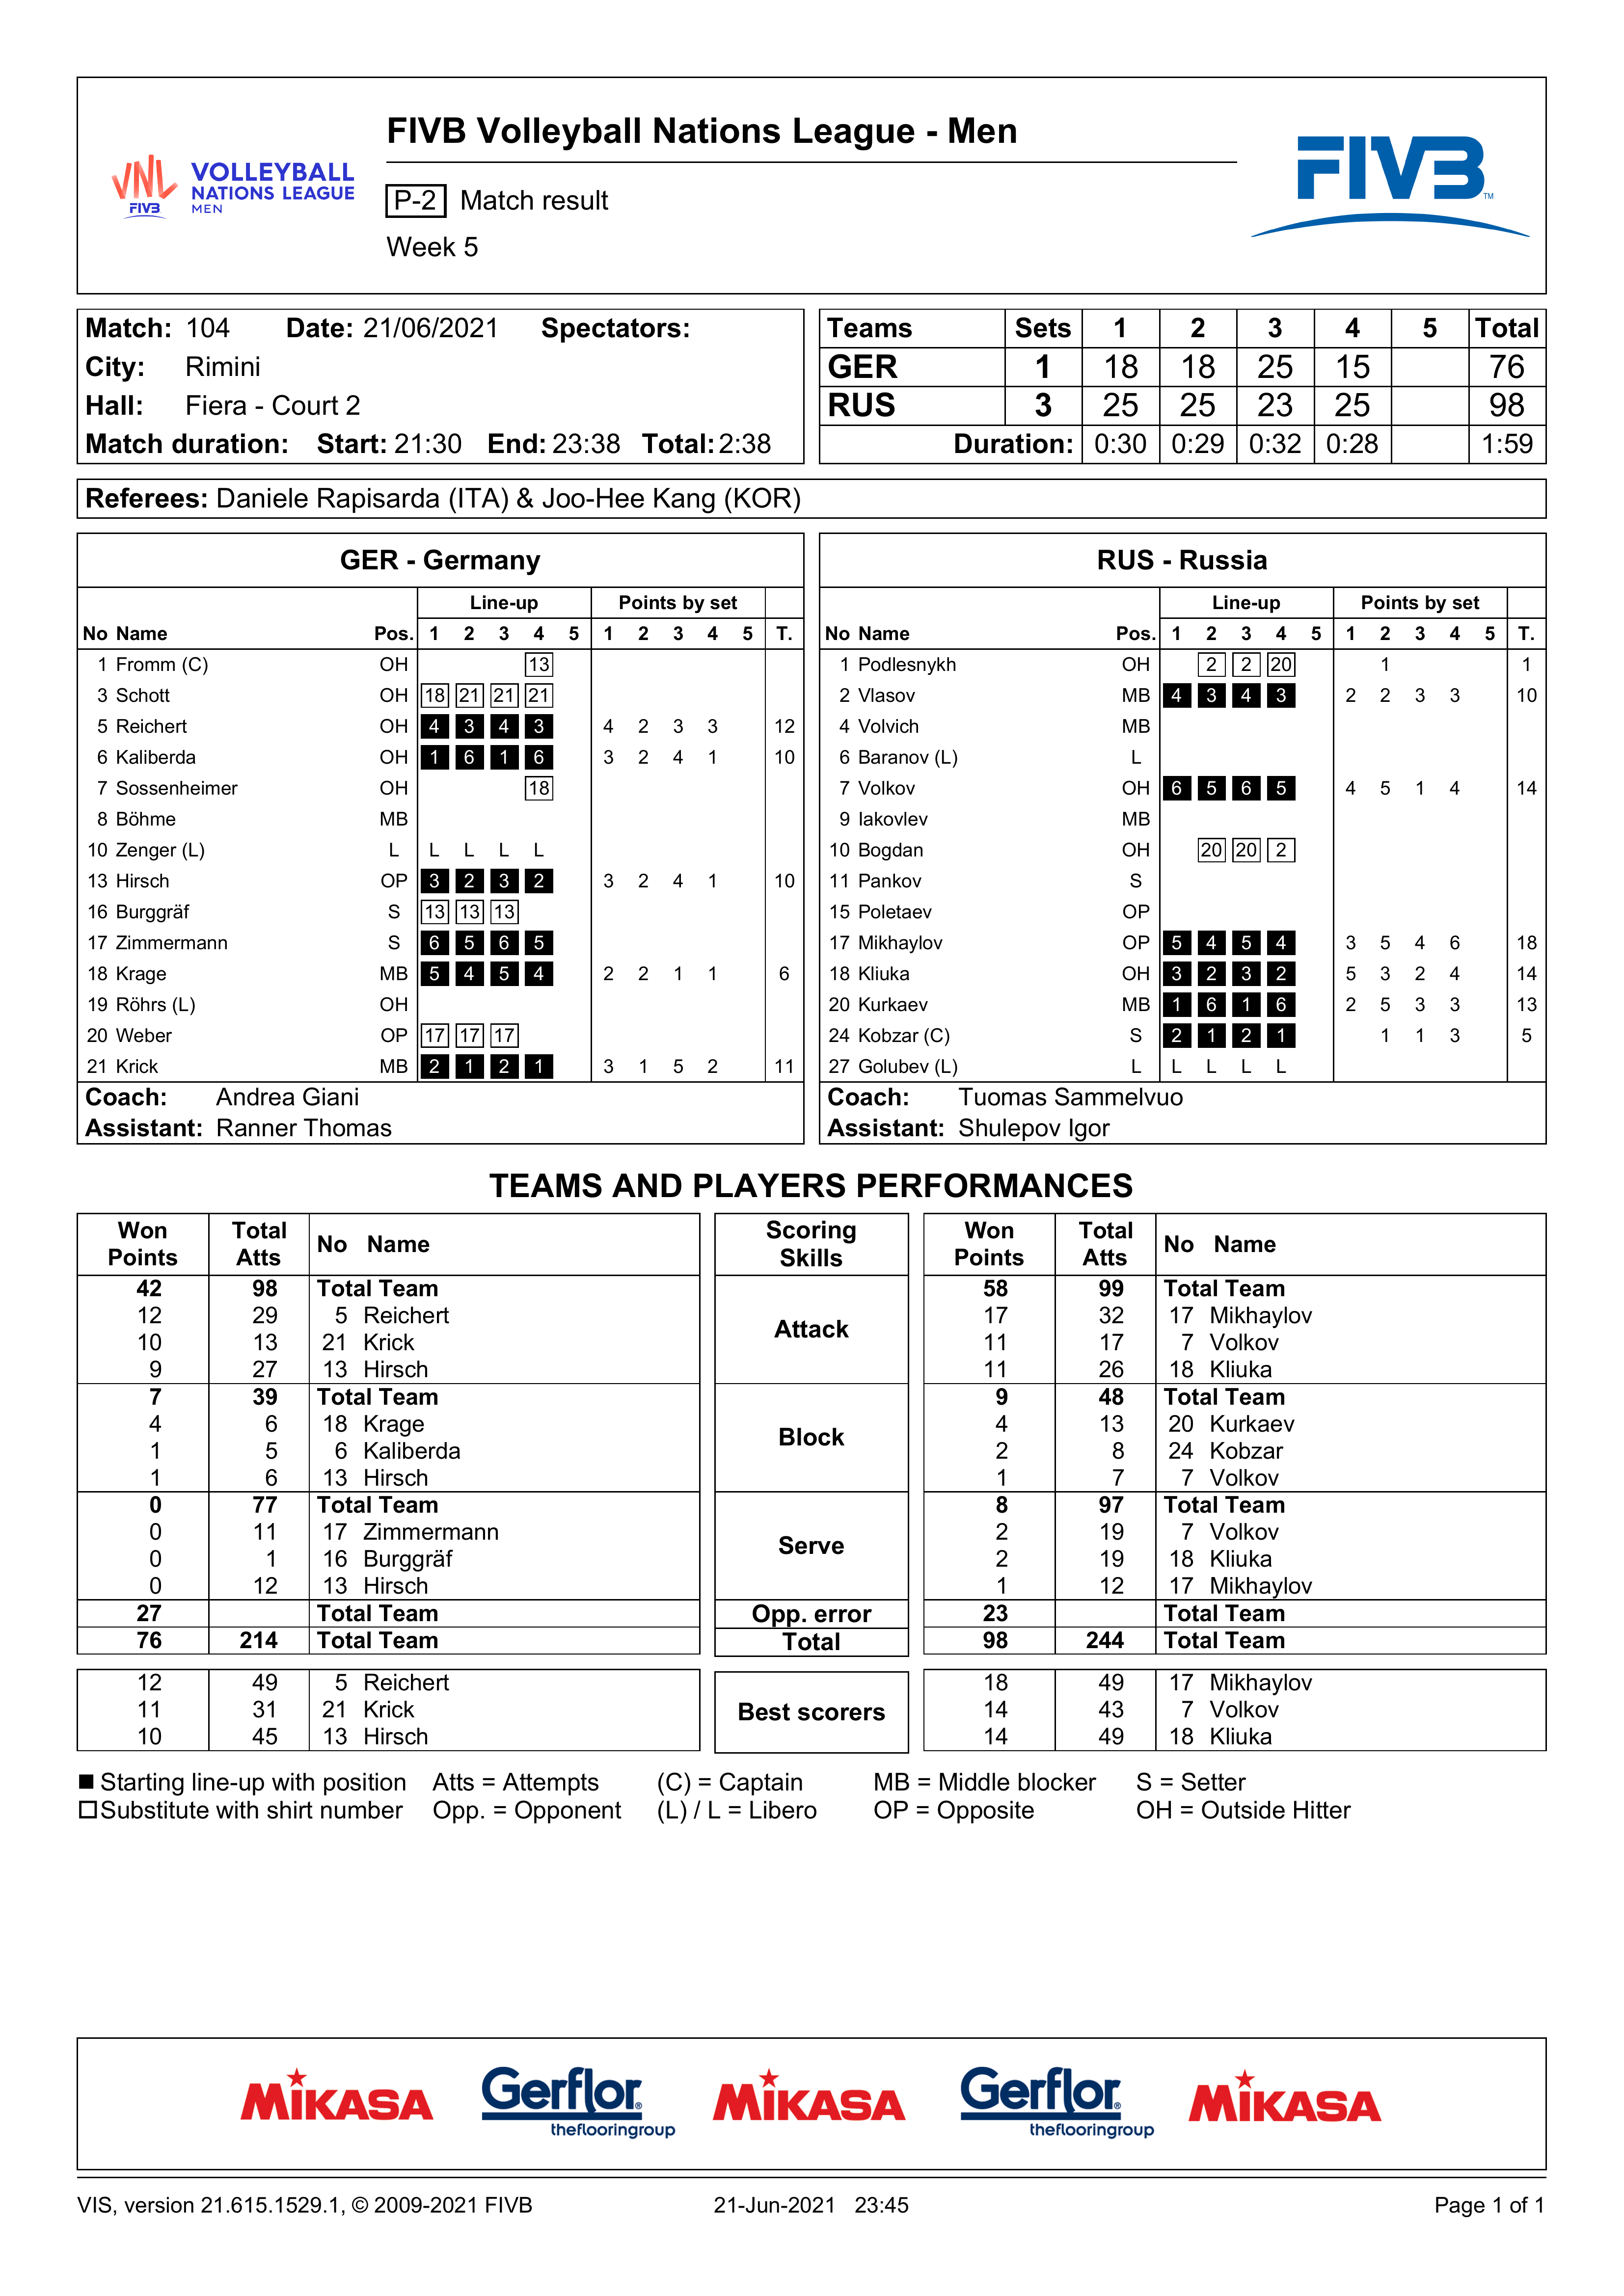 FIVB Volleyball Nations League - Men
VNL FIVB VOLLEYBALL NATIONS LEAGUE MEN
P-2 Match result
Week 5
FIVB TM
Match: 104 Date: 21/06/2021 Spectators:
City: Rimini
Hall: Fiera - Court 2
Match duration: Start: 21:30 End: 23:38 Total: 2:38
Teams Sets 1 2 3 4 5 Total
GER 1 18 18 25 15 76
RUS 3 25 25 23 25 98
Duration: 0:30 0:29 0:32 0:28 1:59
Referees: Daniele Rapisarda (ITA) & Joo-Hee Kang (KOR)
GER - Germany
Line-up Points by set
No Name Pos. 1 2 3 4 5 1 2 3 4 5 T.
1 Fromm (C) OH 13
3 Schott OH 18 21 21 21
5 Reichert OH 4 3 4 3 4 2 3 3 12
6 Kaliberda OH 1 6 1 6 3 2 4 1 10
7 Sossenheimer OH 18
8 Böhme MB
10 Zenger (L) L L L L L
13 Hirsch OP 3 2 3 2 3 2 4 1 10
16 Burggräf S 13 13 13
17 Zimmermann S 6 5 6 5
18 Krage MB 5 4 5 4 2 2 1 1 6
19 Röhrs (L) OH
20 Weber OP 17 17 17
21 Krick MB 2 1 2 1 3 1 5 2 11
Coach: Andrea Giani
Assistant: Ranner Thomas
RUS - Russia
Line-up Points by set
No Name Pos. 1 2 3 4 5 1 2 3 4 5 T.
1 Podlesnykh OH 2 2 20 1 1
2 Vlasov MB 4 3 4 3 2 2 3 3 10
4 Volvich MB
6 Baranov (L) L
7 Volkov OH 6 5 6 5 4 5 1 4 14
9 Iakovlev MB
10 Bogdan OH 20 20 2
11 Pankov S
15 Poletaev OP
17 Mikhaylov OP 5 4 5 4 3 5 4 6 18
18 Kliuka OH 3 2 3 2 5 3 2 4 14
20 Kurkaev MB 1 6 1 6 2 5 3 3 13
24 Kobzar (C) S 2 1 2 1 1 1 3 5
27 Golubev (L) L L L L L
Coach: Tuomas Sammelvuo
Assistant: Shulepov Igor
TEAMS AND PLAYERS PERFORMANCES
Won Points Total Atts No Name Scoring Skills Won Points Total Atts No Name
42 98 Total Team Attack 58 99 Total Team
12 29 5 Reichert 17 32 17 Mikhaylov
10 13 21 Krick 11 17 7 Volkov
9 27 13 Hirsch 11 26 18 Kliuka
7 39 Total Team Block 9 48 Total Team
4 6 18 Krage 4 13 20 Kurkaev
1 5 6 Kaliberda 2 8 24 Kobzar
1 6 13 Hirsch 1 7 7 Volkov
0 77 Total Team Serve 8 97 Total Team
0 11 17 Zimmermann 2 19 7 Volkov
0 1 16 Burggräf 2 19 18 Kliuka
0 12 13 Hirsch 1 12 17 Mikhaylov
27 Total Team Opp. error 23 Total Team
76 214 Total Team Total 98 244 Total Team
12 49 5 Reichert Best scorers 18 49 17 Mikhaylov
11 31 21 Krick 14 43 7 Volkov
10 45 13 Hirsch 14 49 18 Kliuka
Starting line-up with position Atts = Attempts (C) = Captain MB = Middle blocker S = Setter
Substitute with shirt number Opp. = Opponent (L) / L = Libero OP = Opposite OH = Outside Hitter
MIKASA Gerflor® theflooringgroup MIKASA Gerflor® theflooringgroup MIKASA
VIS, version 21.615.1529.1, © 2009-2021 FIVB 21-Jun-2021 23:45 Page 1 of 1